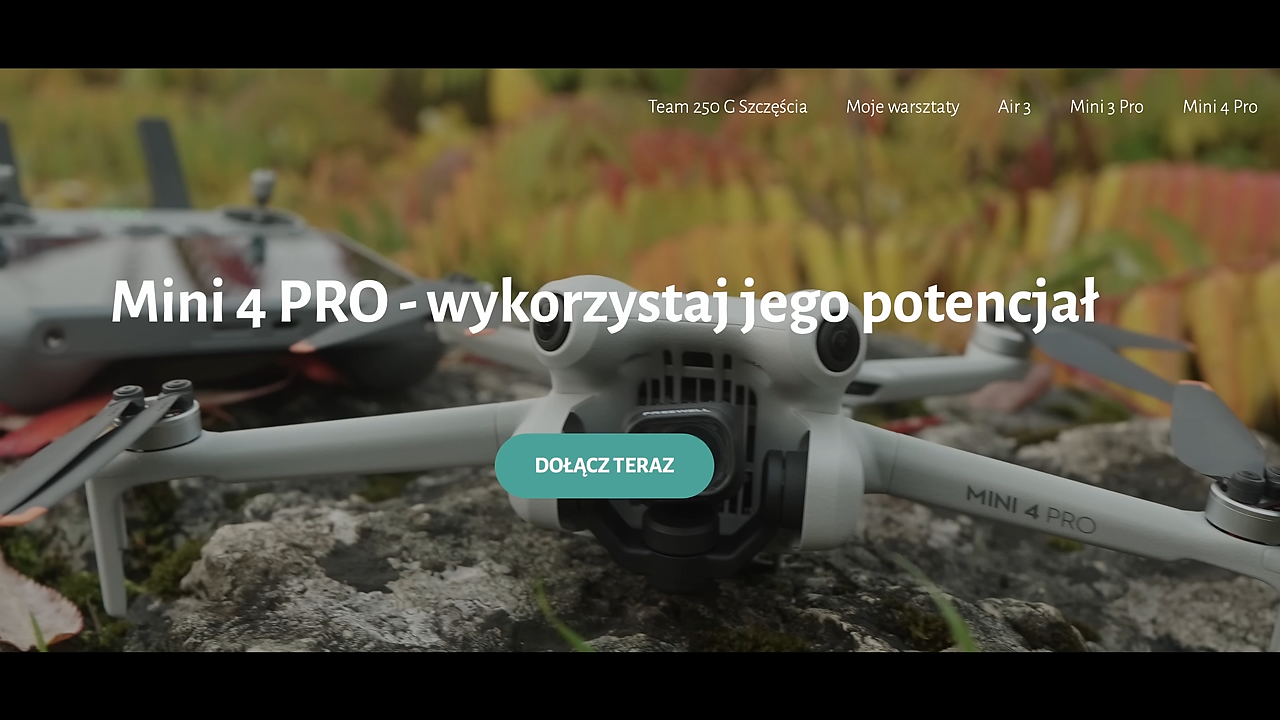 Team 250 G Szczęścia Moje warsztaty Air 3 Mini 3 Pro Mini 4 Pro
Mini 4 PRO - wykorzystaj jego potencjał
DOŁĄCZ TERAZ
MINI 4 PRO